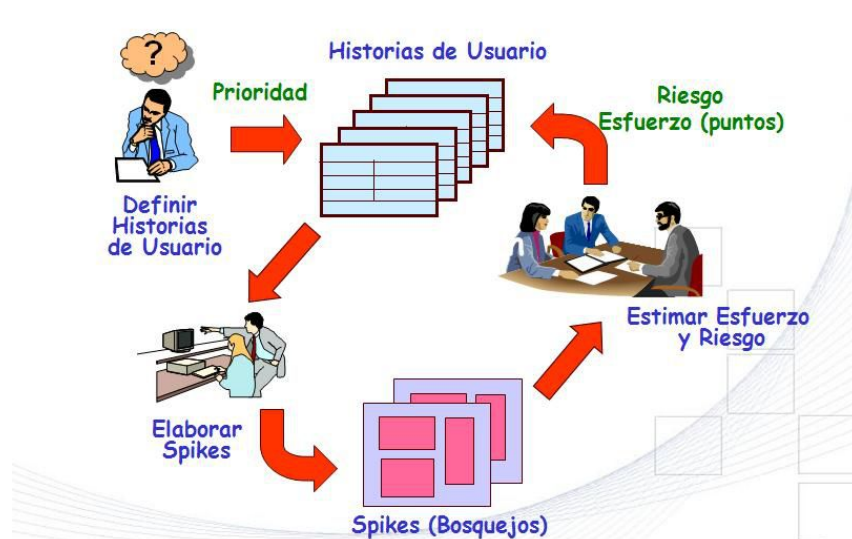 ?
Historias de Usuario
Prioridad
Riesgo
Esfuerzo (puntos)
Definir
Historias
de Usuario
Estimar Esfuerzo
y Riesgo
Elaborar
Spikes
Spikes (Bosquejos)